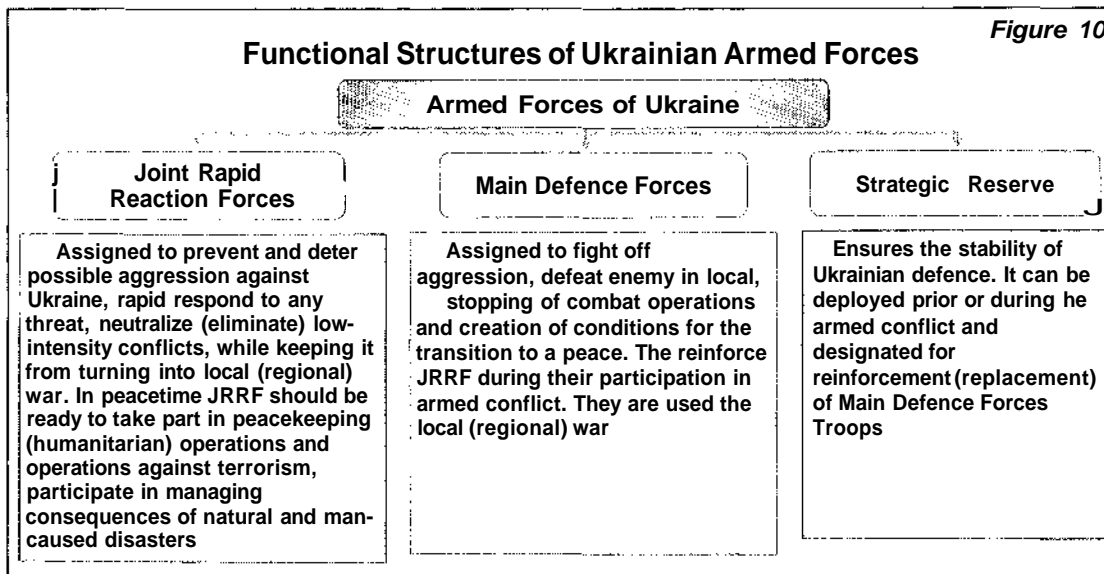 Figure 10
Functional Structures of Ukrainian Armed Forces
Armed Forces of Ukraine
Joint Rapid
Reaction Forces
Main Defence Forces
Strategic Reserve
Assigned to prevent and deter
possible aggression against
Ukraine, rapid respond to any
threat, neutralize (eliminate) low-
intensity conflicts, while keeping it
from turning into local (regional)
war. In peacetime JRRF should be
ready to take part in peacekeeping
(humanitarian) operations and
operations against terrorism,
participate in managing
consequences of natural and man-
caused disasters
Assigned to fight off
aggression, defeat enemy in local,
stopping of combat operations
and creation of conditions for the
transition to a peace. The reinforce
JRRF during their participation in
armed conflict. They are used the
local (regional) war
Ensures the stability of
Ukrainian defence. It can be
deployed prior or during he
armed conflict and
designated for
reinforcement (replacement)
of Main Defence Forces
Troops